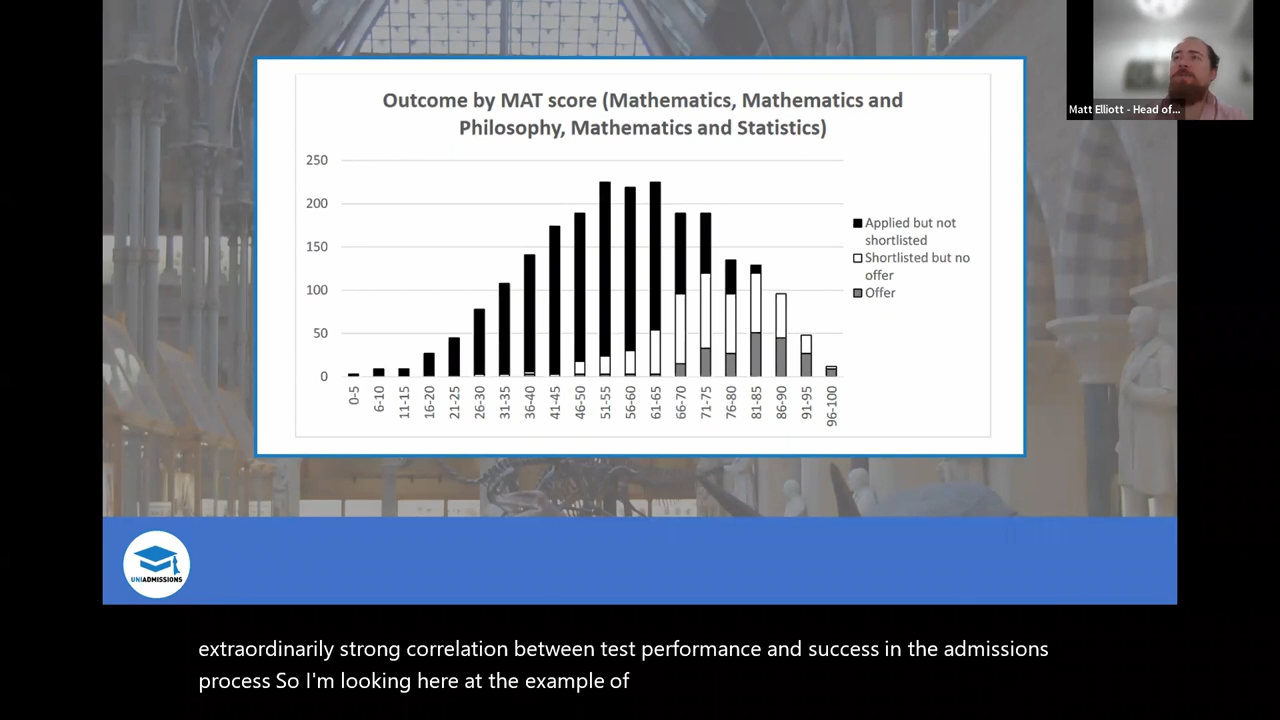 Outcome by MAT score (Mathematics, Mathematics and
Philosophy, Mathematics and Statistics)
250
200
150
100
50
0
0-5
6-10
11-15
16-20
21-25
26-30
31-35
36-40
41-45
46-50
51-55
56-60
61-65
66-70
71-75
76-80
81-85
86-90
91-95
96-100
Applied but not
shortlisted
Shortlisted but no
offer
Offer
Matt Elliott - Head of...
UNIADMISSIONS
extraordinarily strong correlation between test performance and success in the admissions
process So I'm looking here at the example of